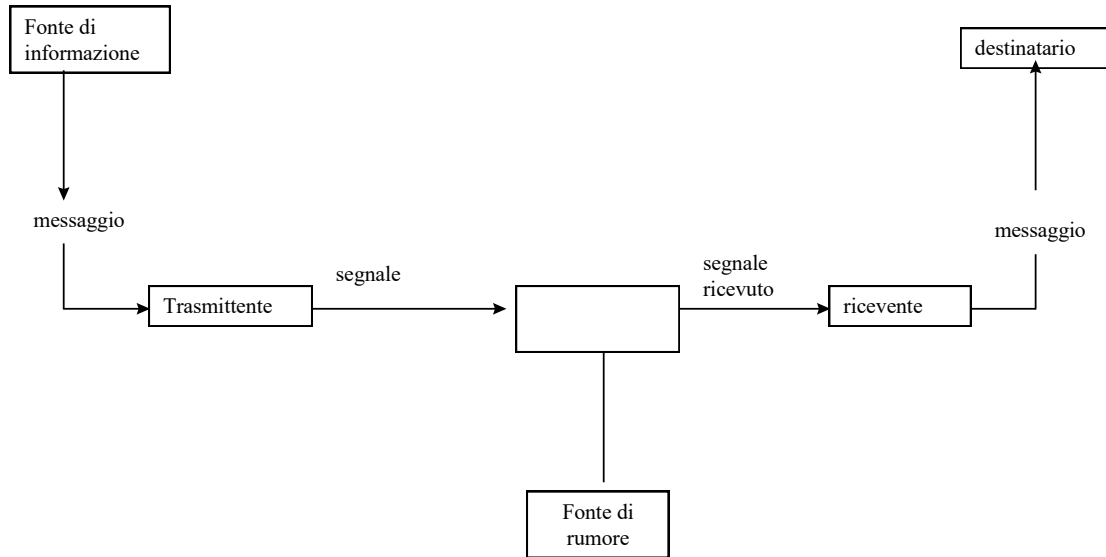 Fonte di
informazione
destinatario
messaggio
messaggio
segnale
segnale
ricevuto
Trasmittente
ricevente
Fonte di
rumore